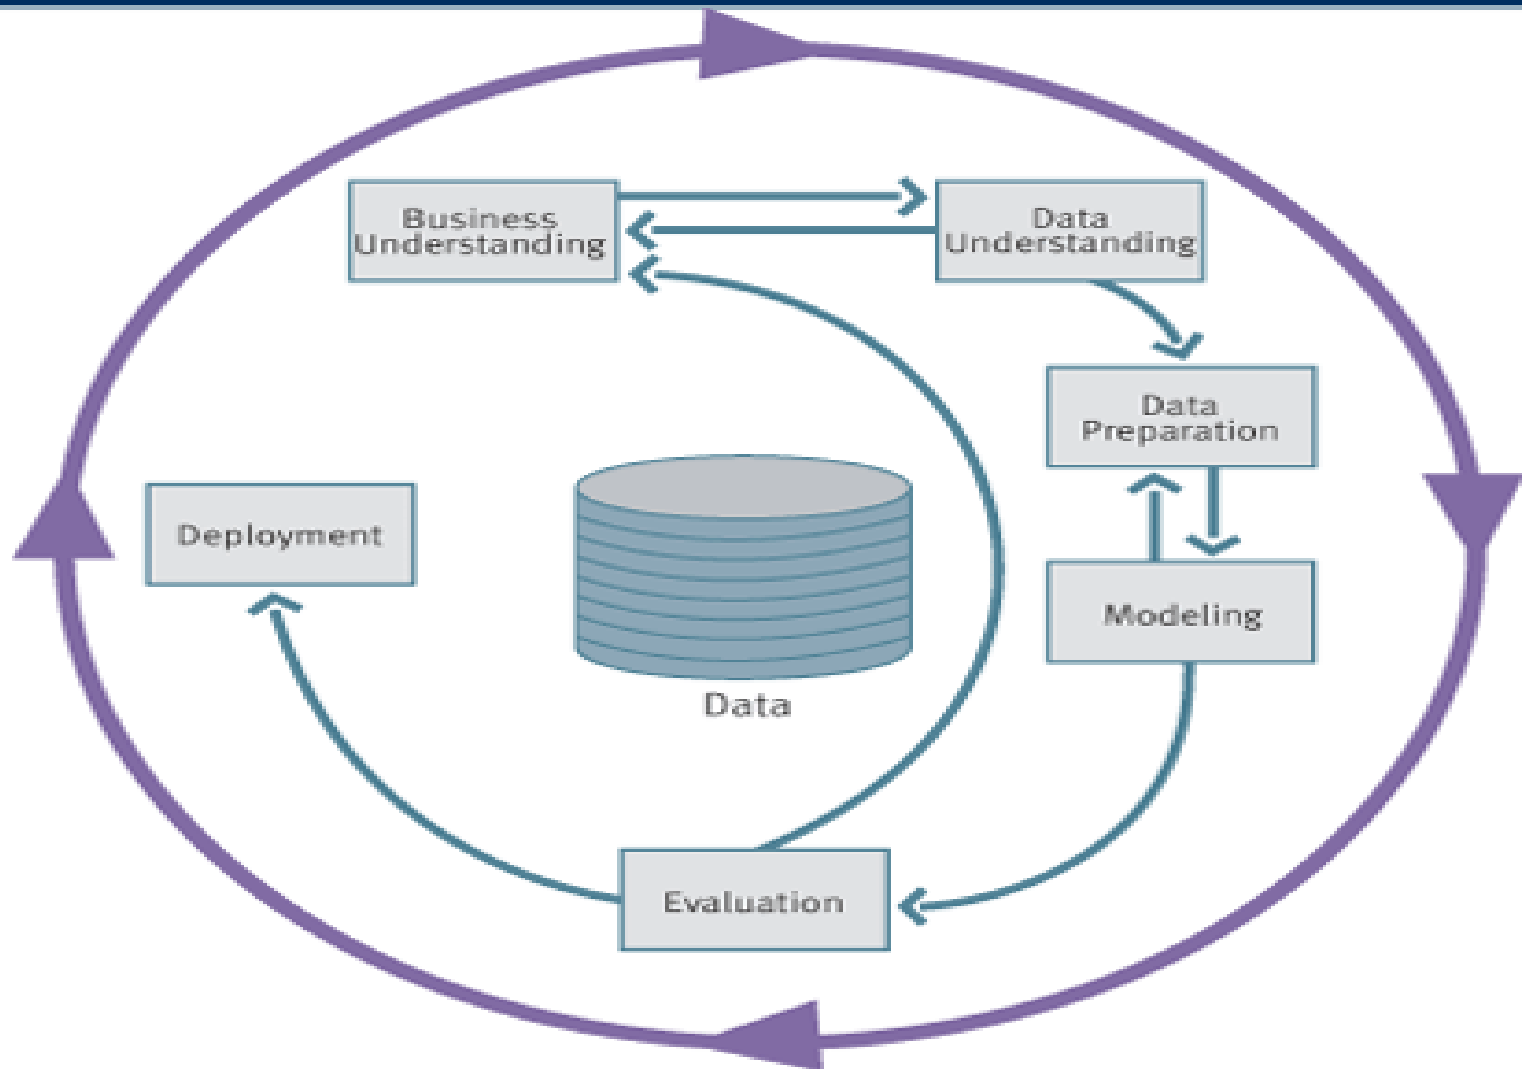 Business
Understanding
Data
Understanding
Data
Preparation
Deployment
Modeling
Data
Evaluation